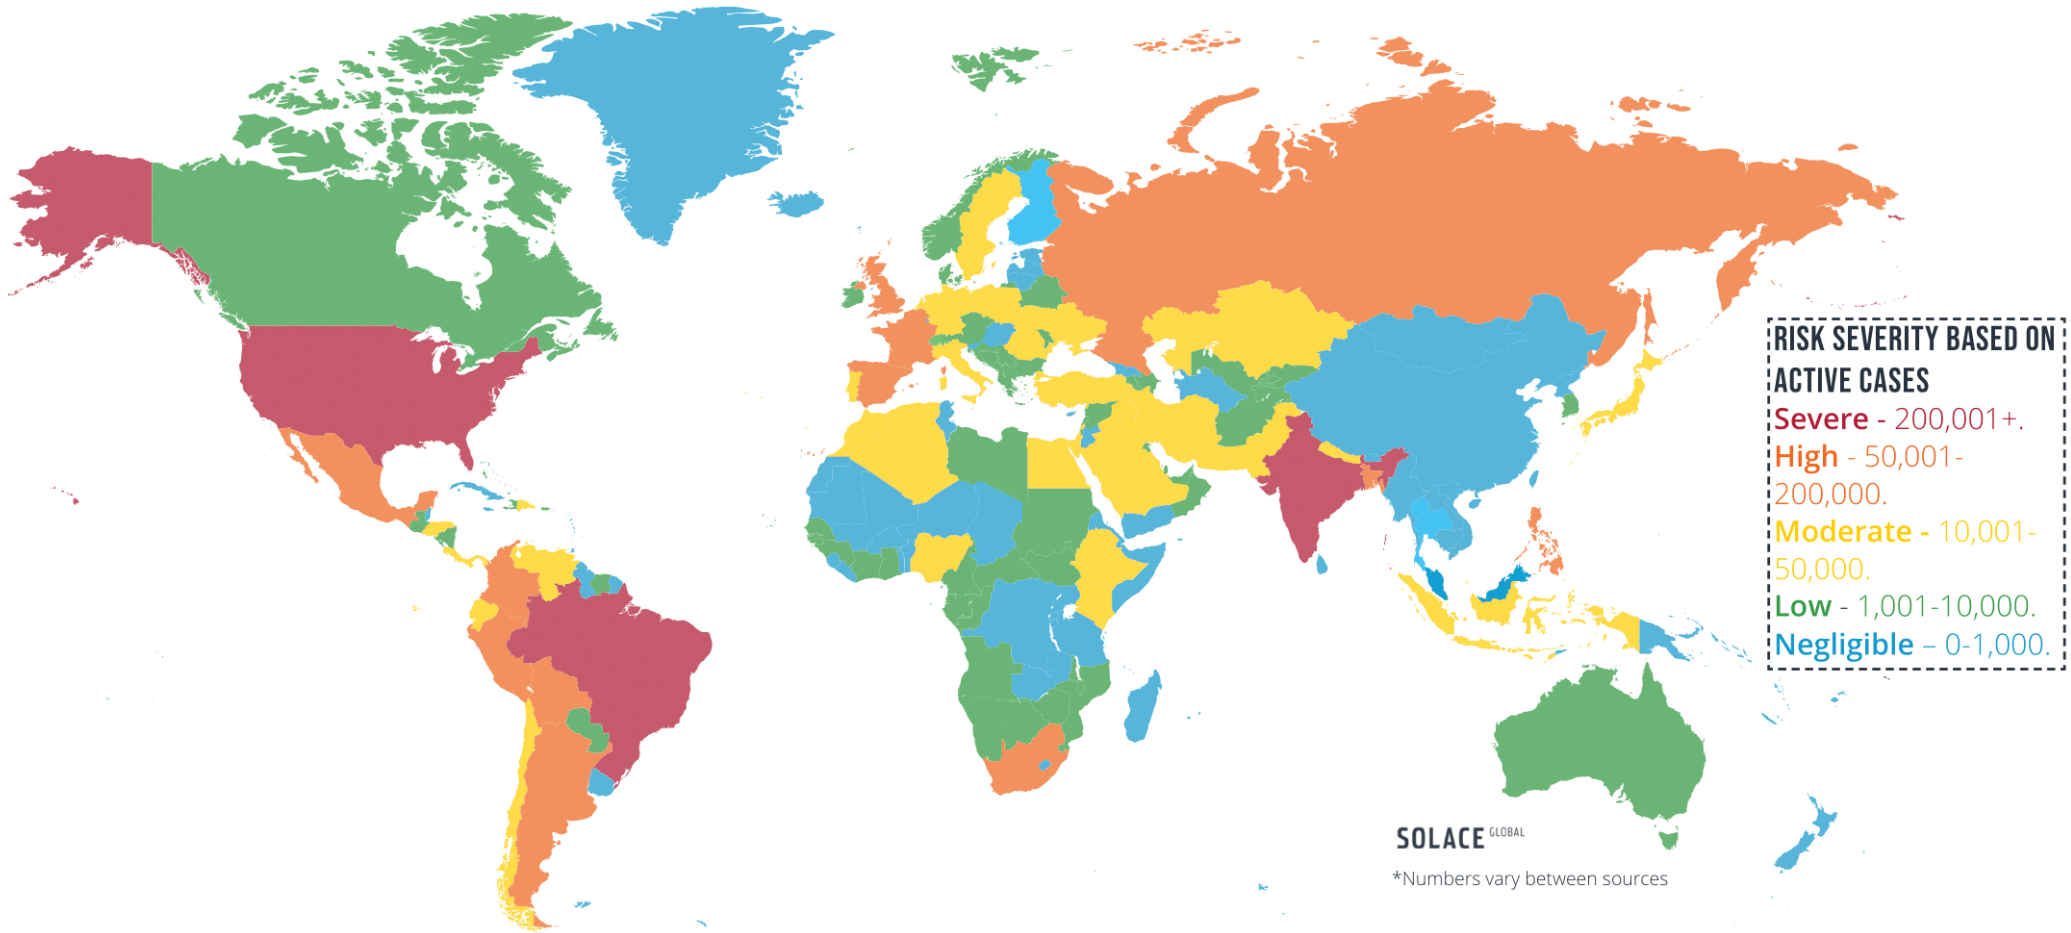 RISK SEVERITY BASED ON
ACTIVE CASES
Severe - 200,001+.
High - 50,001-
200,000.
Moderate - 10,001-
50,000.
Low - 1,001-10,000.
Negligible – 0-1,000.
SOLACE GLOBAL
*Numbers vary between sources